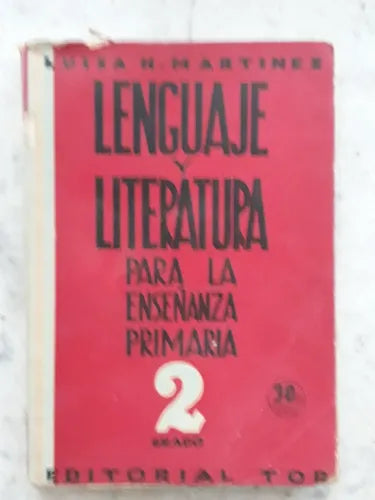 LUISA H. MARTINEZ
LENGUAJE
Y
LITERATURA
PARA LA
ENSEÑANZA
PRIMARIA
2
GRADO
30
EDITORIAL TOR